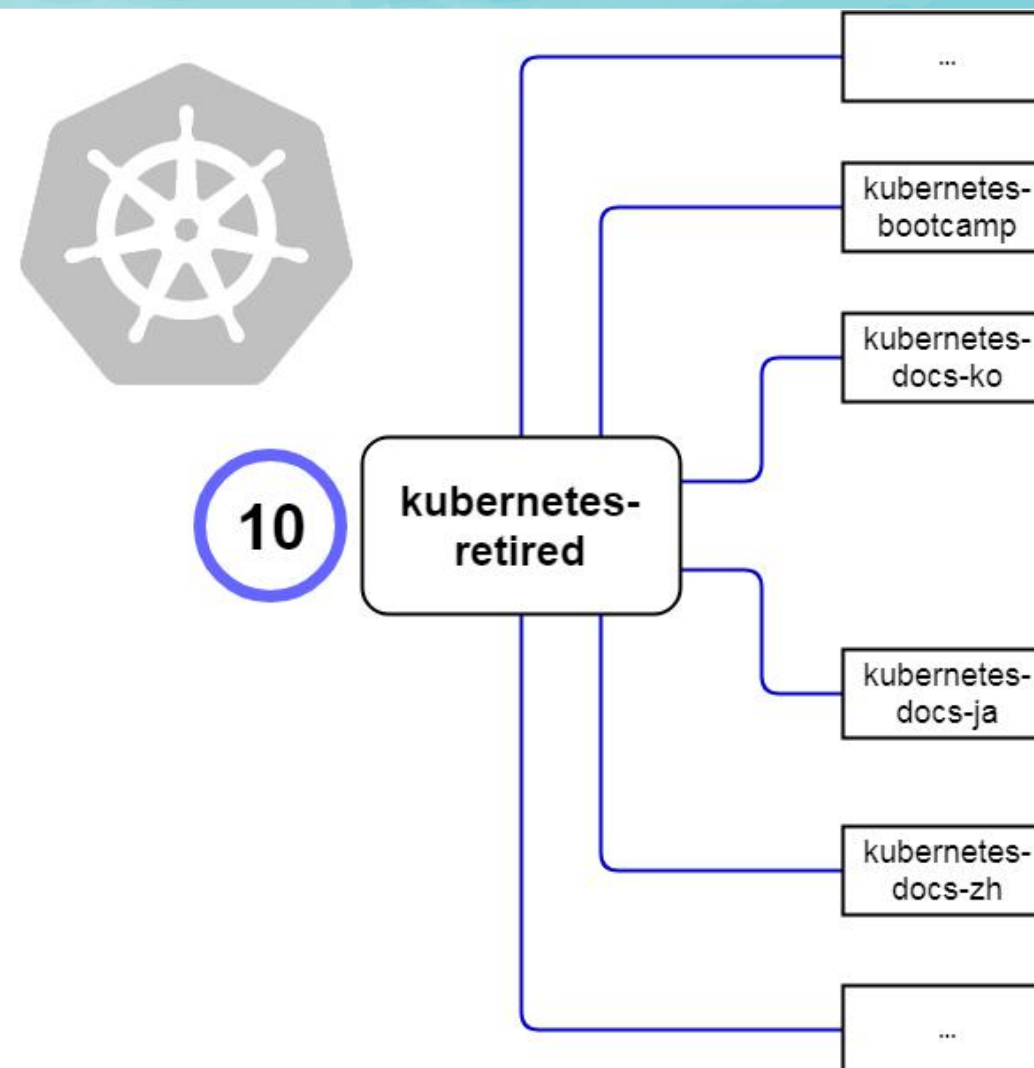 ...
kubernetes-
bootcamp
kubernetes-
docs-ko
10
kubernetes-
retired
kubernetes-
docs-ja
kubernetes-
docs-zh
...